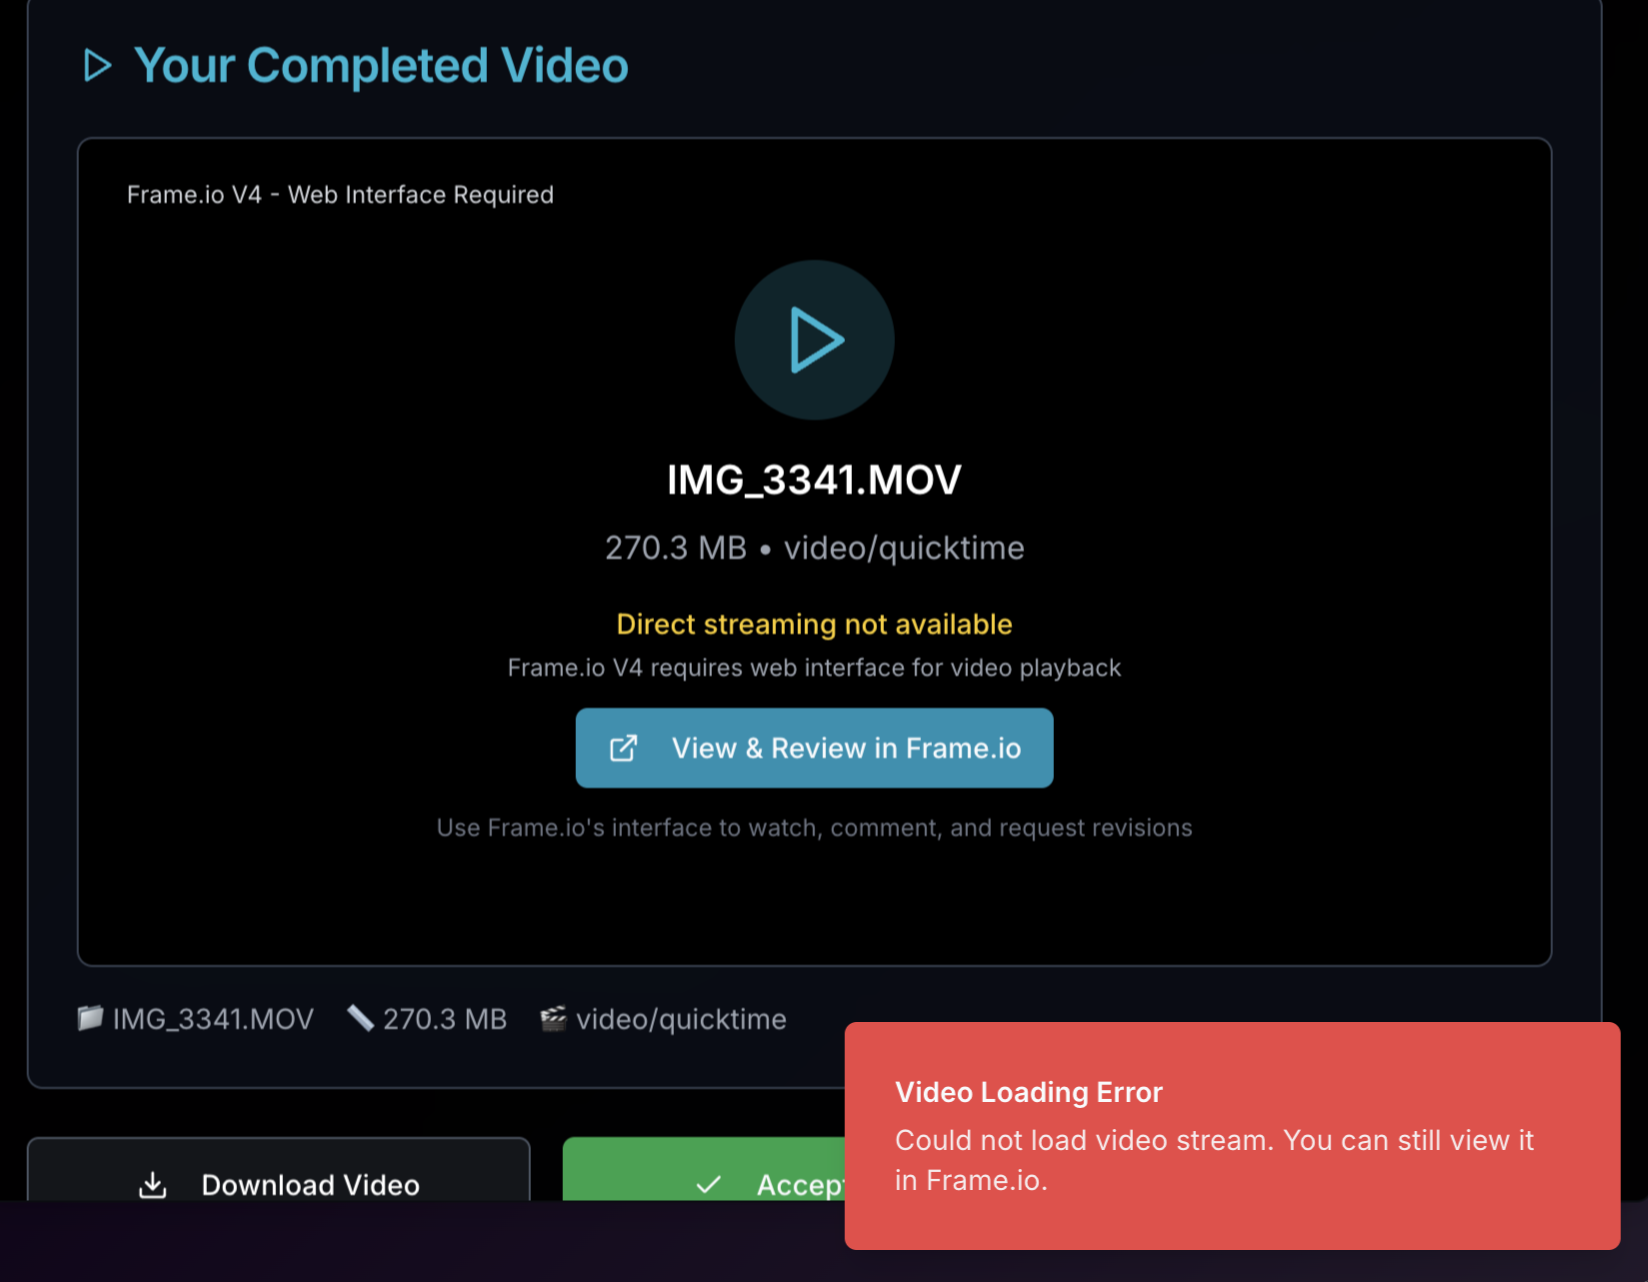 Your Completed Video
Frame.io V4 - Web Interface Required
IMG_3341.MOV
270.3 MB • video/quicktime
Direct streaming not available
Frame.io V4 requires web interface for video playback
View & Review in Frame.io
Use Frame.io's interface to watch, comment, and request revisions
IMG_3341.MOV 270.3 MB video/quicktime
Download Video
Accept
Video Loading Error
Could not load video stream. You can still view it
in Frame.io.